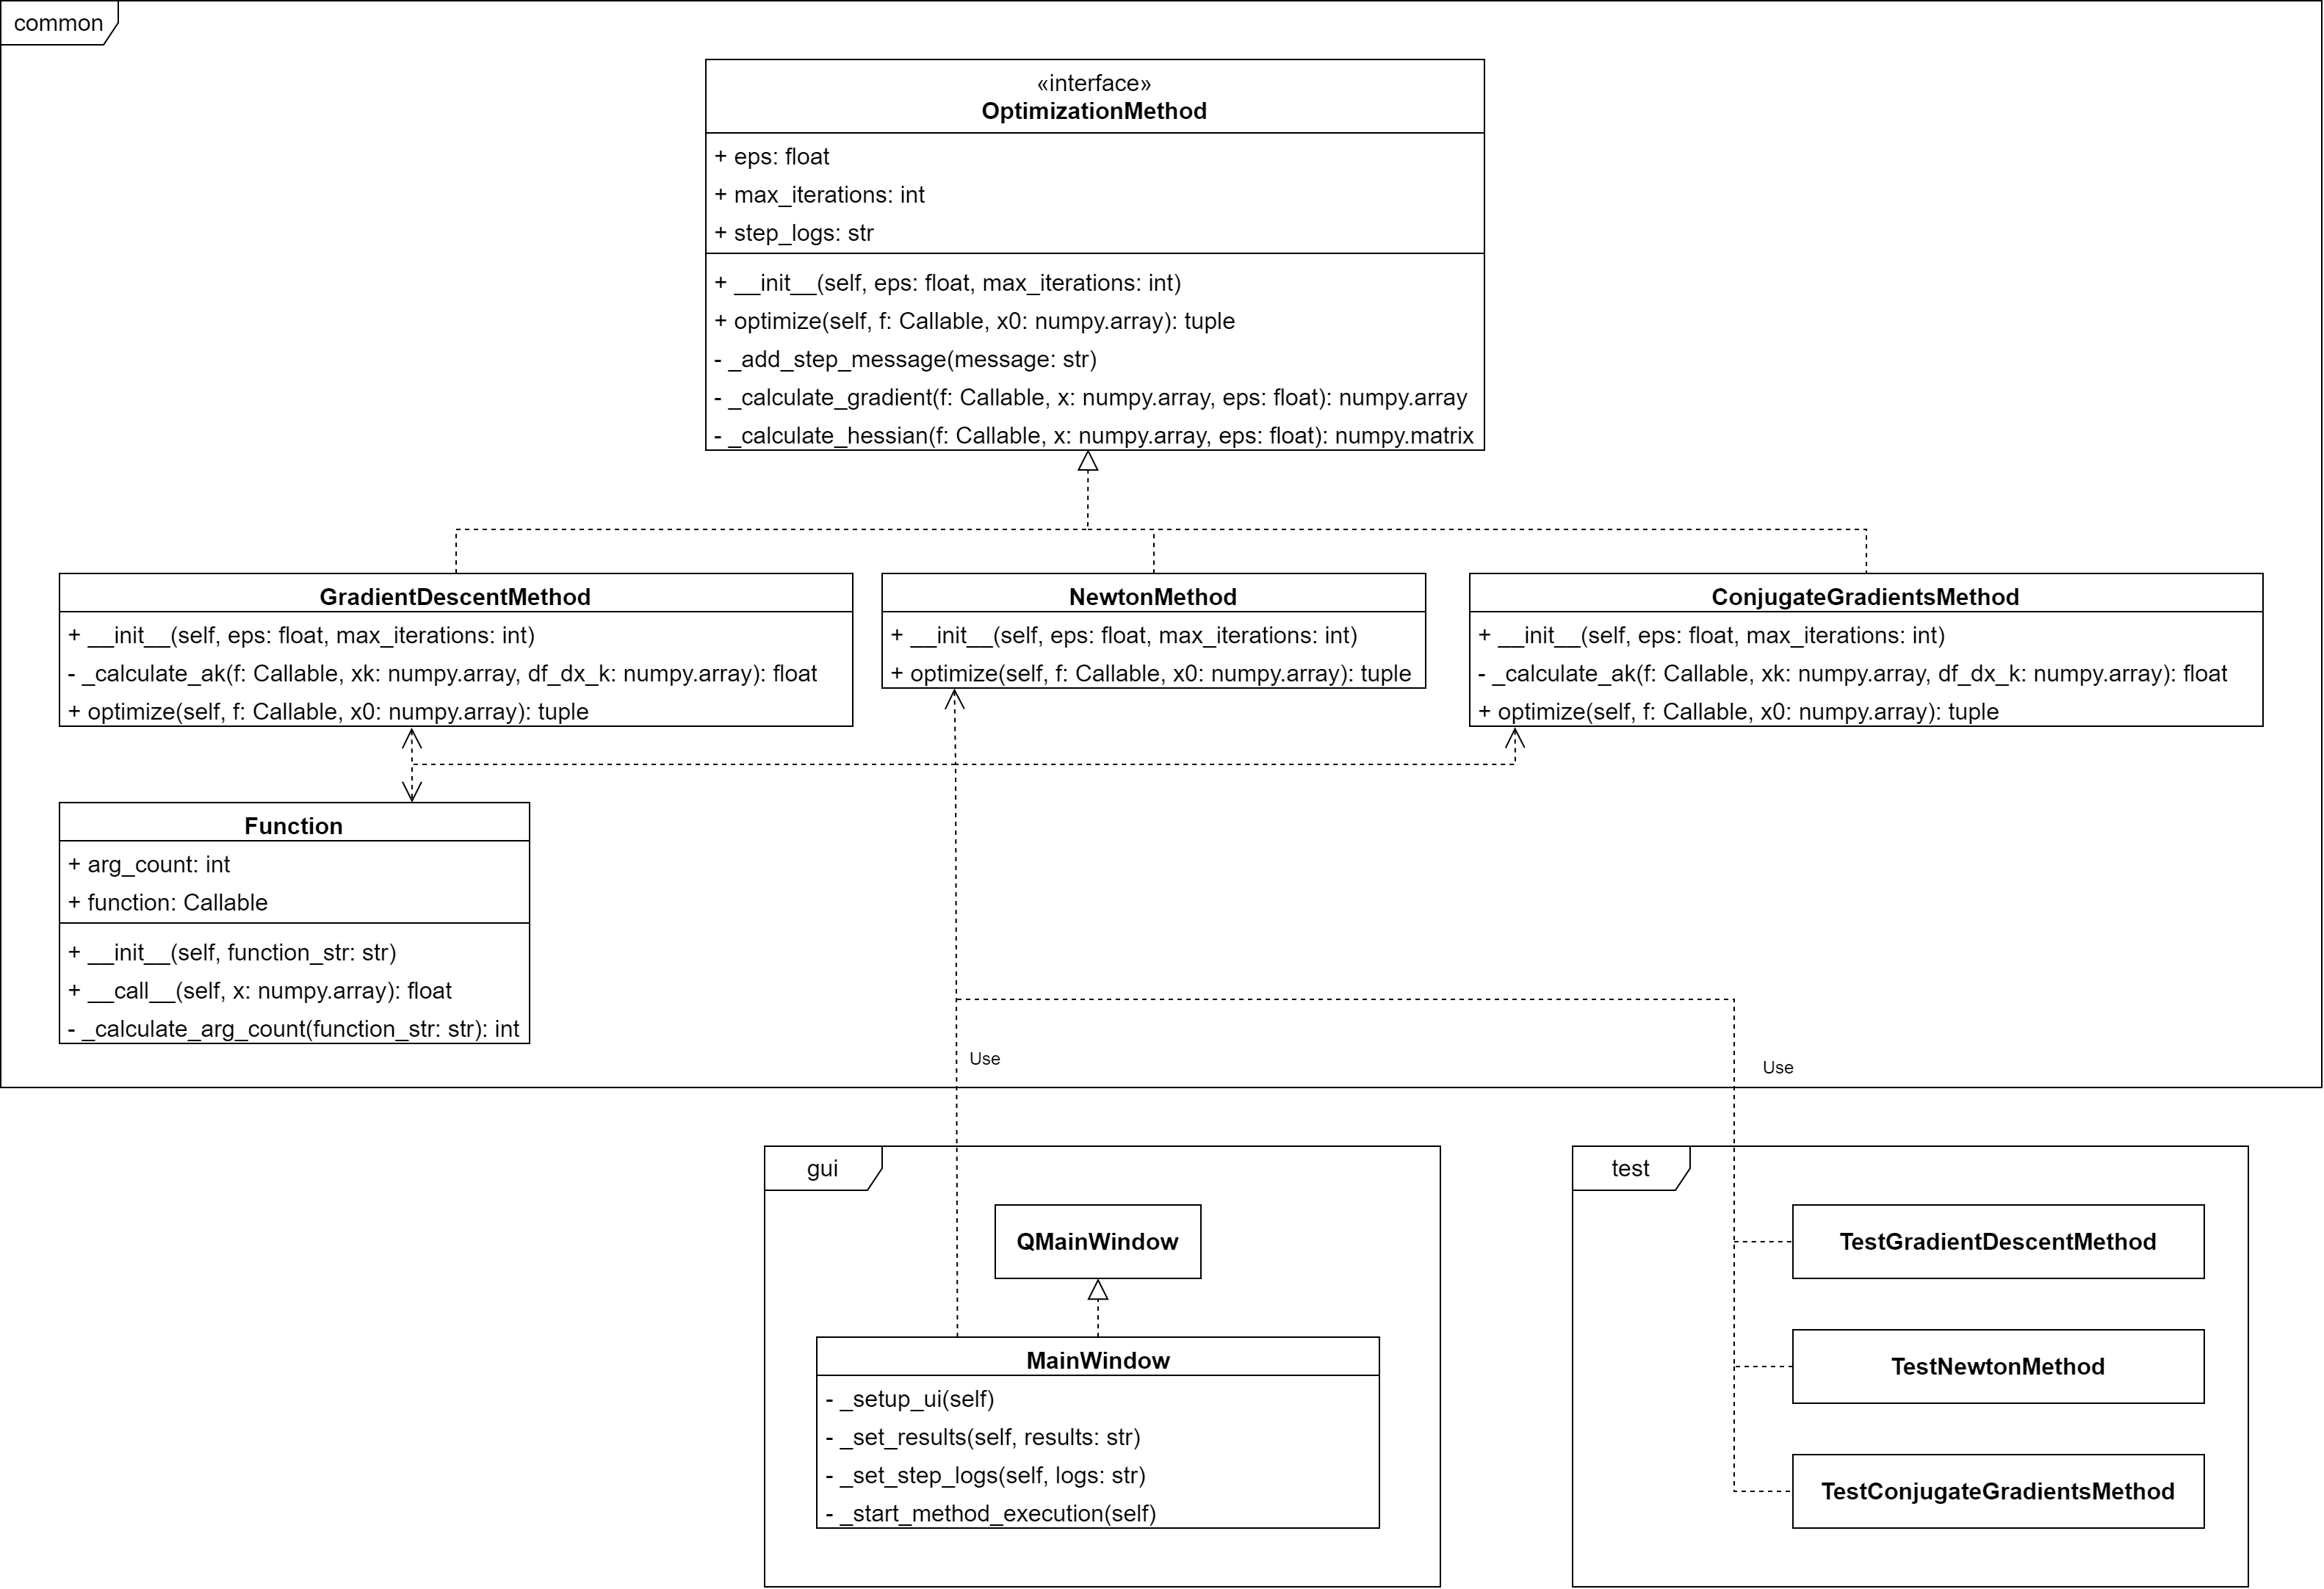 common
«interface»
OptimizationMethod
+ eps: float
+ max_iterations: int
+ step_logs: str
+ __init__(self, eps: float, max_iterations: int)
+ optimize(self, f: Callable, x0: numpy.array): tuple
- _add_step_message(message: str)
- _calculate_gradient(f: Callable, x: numpy.array, eps: float): numpy.array
- _calculate_hessian(f: Callable, x: numpy.array, eps: float): numpy.matrix
GradientDescentMethod
+ __init__(self, eps: float, max_iterations: int)
- _calculate_ak(f: Callable, xk: numpy.array, df_dx_k: numpy.array): float
+ optimize(self, f: Callable, x0: numpy.array): tuple
NewtonMethod
+ __init__(self, eps: float, max_iterations: int)
+ optimize(self, f: Callable, x0: numpy.array): tuple
ConjugateGradientsMethod
+ __init__(self, eps: float, max_iterations: int)
- _calculate_ak(f: Callable, xk: numpy.array, df_dx_k: numpy.array): float
+ optimize(self, f: Callable, x0: numpy.array): tuple
Function
+ arg_count: int
+ function: Callable
+ __init__(self, function_str: str)
+ __call__(self, x: numpy.array): float
- _calculate_arg_count(function_str: str): int
Use
Use
gui
QMainWindow
MainWindow
- _setup_ui(self)
- _set_results(self, results: str)
- _set_step_logs(self, logs: str)
- _start_method_execution(self)
test
TestGradientDescentMethod
TestNewtonMethod
TestConjugateGradientsMethod